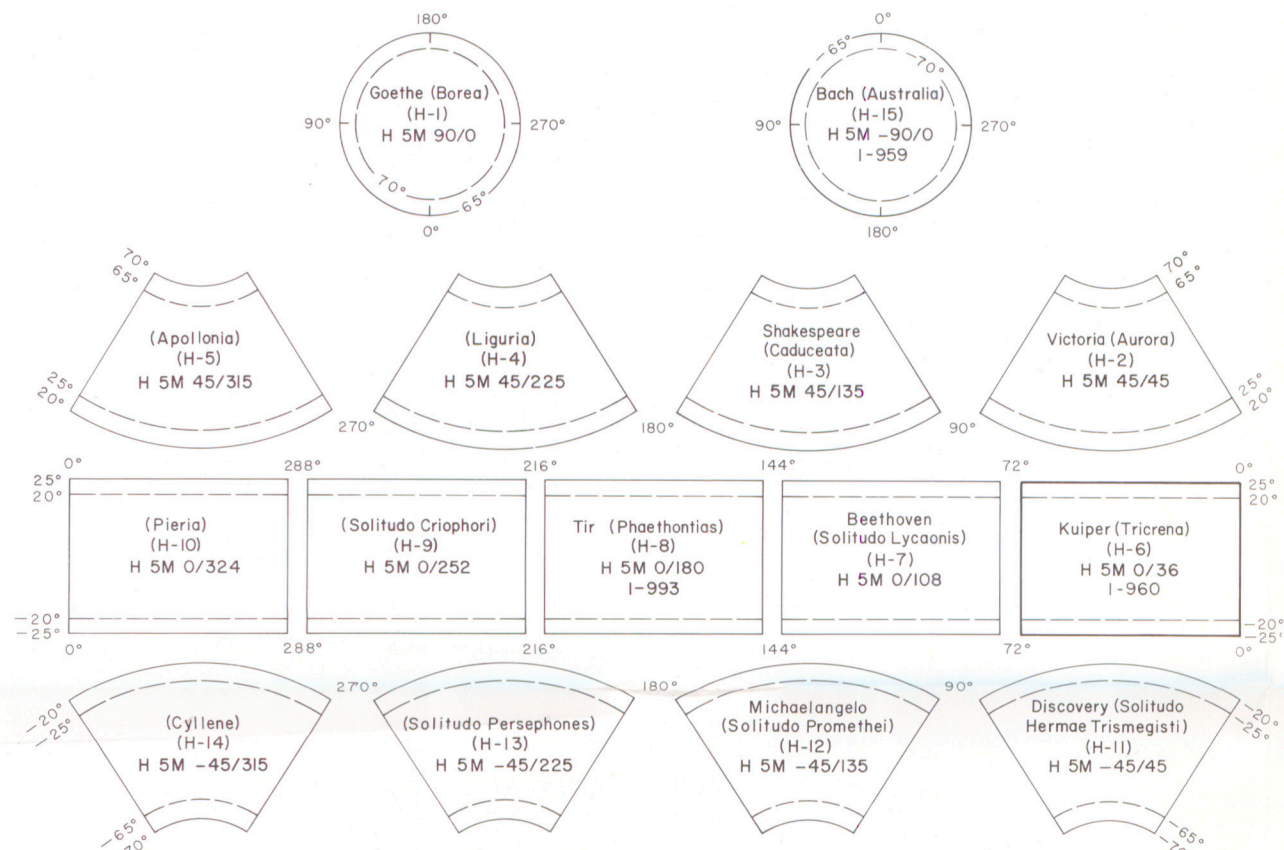 180°
90°
Goethe (Borea)
(H-1)
H 5M 90/0
270°
70°
65°
0°
0°
-65°
-70°
90°
Bach (Australia)
(H-15)
H 5M -90/0
I-959
270°
180°
70°
65°
(Apollonia)
(H-5)
H 5M 45/315
25°
20°
270°
(Liguria)
(H-4)
H 5M 45/225
180°
Shakespeare
(Caduceata)
(H-3)
H 5M 45/135
90°
70°
65°
Victoria (Aurora)
(H-2)
H 5M 45/45
25°
20°
0° 288° 216° 144° 72° 0°
25°
20°
(Pieria)
(H-10)
H 5M 0/324
-20°
-25°
(Solitudo Criophori)
(H-9)
H 5M 0/252
Tir (Phaethontias)
(H-8)
H 5M 0/180
I-993
Beethoven
(Solitudo Lycaonis)
(H-7)
H 5M 0/108
Kuiper (Tricrena)
(H-6)
H 5M 0/36
I-960
25°
20°
-20°
-25°
0° 288° 216° 144° 72° 0°
-20°
-25°
(Cyllene)
(H-14)
H 5M -45/315
-65°
-70°
270°
(Solitudo Persephones)
(H-13)
H 5M -45/225
180°
Michaelangelo
(Solitudo Promethei)
(H-12)
H 5M -45/135
90°
Discovery (Solitudo
Hermae Trismegisti)
(H-11)
H 5M -45/45
-20°
-25°
-65°
-70°